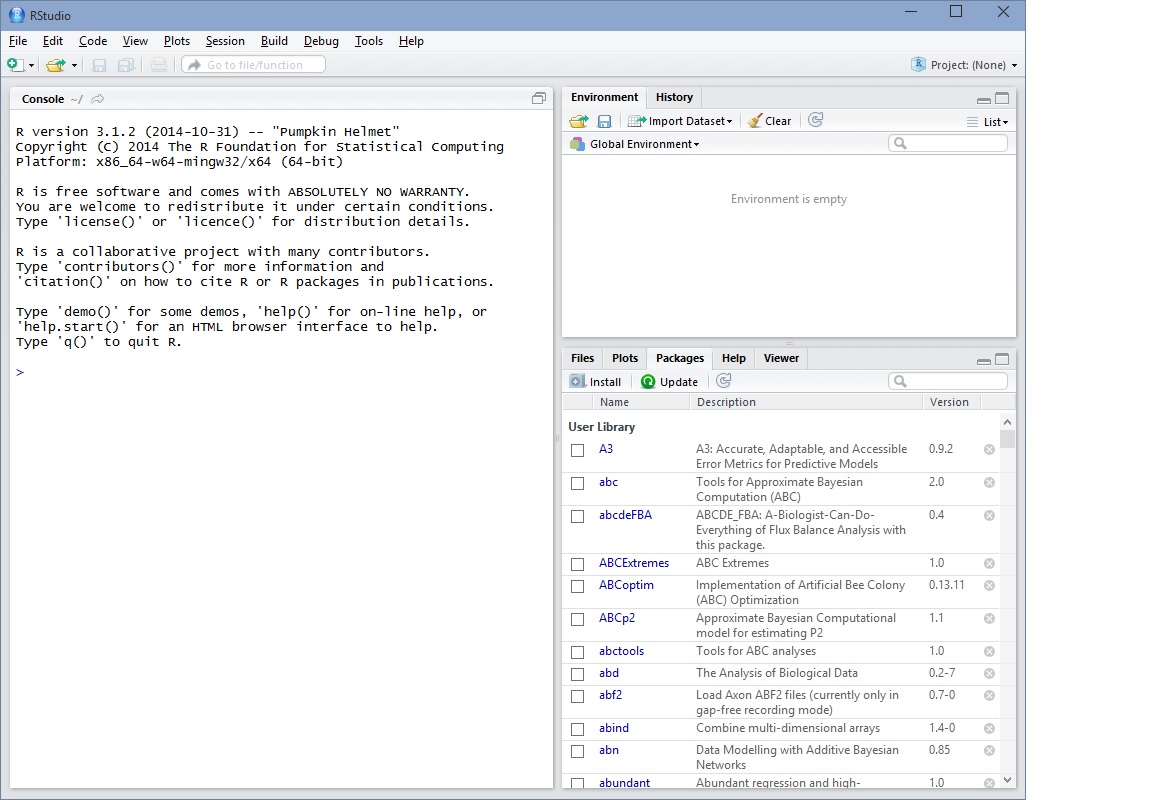 RStudio
File Edit Code View Plots Session Build Debug Tools Help
Go to file/function
Project: (None)
Console ~/
R version 3.1.2 (2014-10-31) -- "Pumpkin Helmet"
Copyright (C) 2014 The R Foundation for Statistical Computing
Platform: x86_64-w64-mingw32/x64 (64-bit)
R is free software and comes with ABSOLUTELY NO WARRANTY.
You are welcome to redistribute it under certain conditions.
Type 'license()' or 'licence()' for distribution details.
R is a collaborative project with many contributors.
Type 'contributors()' for more information and
'citation()' on how to cite R or R packages in publications.
Type 'demo()' for some demos, 'help()' for on-line help, or
'help.start()' for an HTML browser interface to help.
Type 'q()' to quit R.
>
Environment History
Import Dataset Clear List
Global Environment
Environment is empty
Files Plots Packages Help Viewer
Install Update
Name Description Version
User Library
A3 A3: Accurate, Adaptable, and Accessible 0.9.2
Error Metrics for Predictive Models
abc Tools for Approximate Bayesian 2.0
Computation (ABC)
abcdeFBA ABCDE_FBA: A-Biologist-Can-Do- 0.4
Everything of Flux Balance Analysis with
this package.
ABCExtremes ABC Extremes 1.0
ABCoptim Implementation of Artificial Bee Colony 0.13.11
(ABC) Optimization
ABCp2 Approximate Bayesian Computational 1.1
model for estimating P2
abctools Tools for ABC analyses 1.0
abd The Analysis of Biological Data 0.2-7
abf2 Load Axon ABF2 files (currently only in 0.7-0
gap-free recording mode)
abind Combine multi-dimensional arrays 1.4-0
abn Data Modelling with Additive Bayesian 0.85
Networks
abundant Abundant regression and high- 1.0